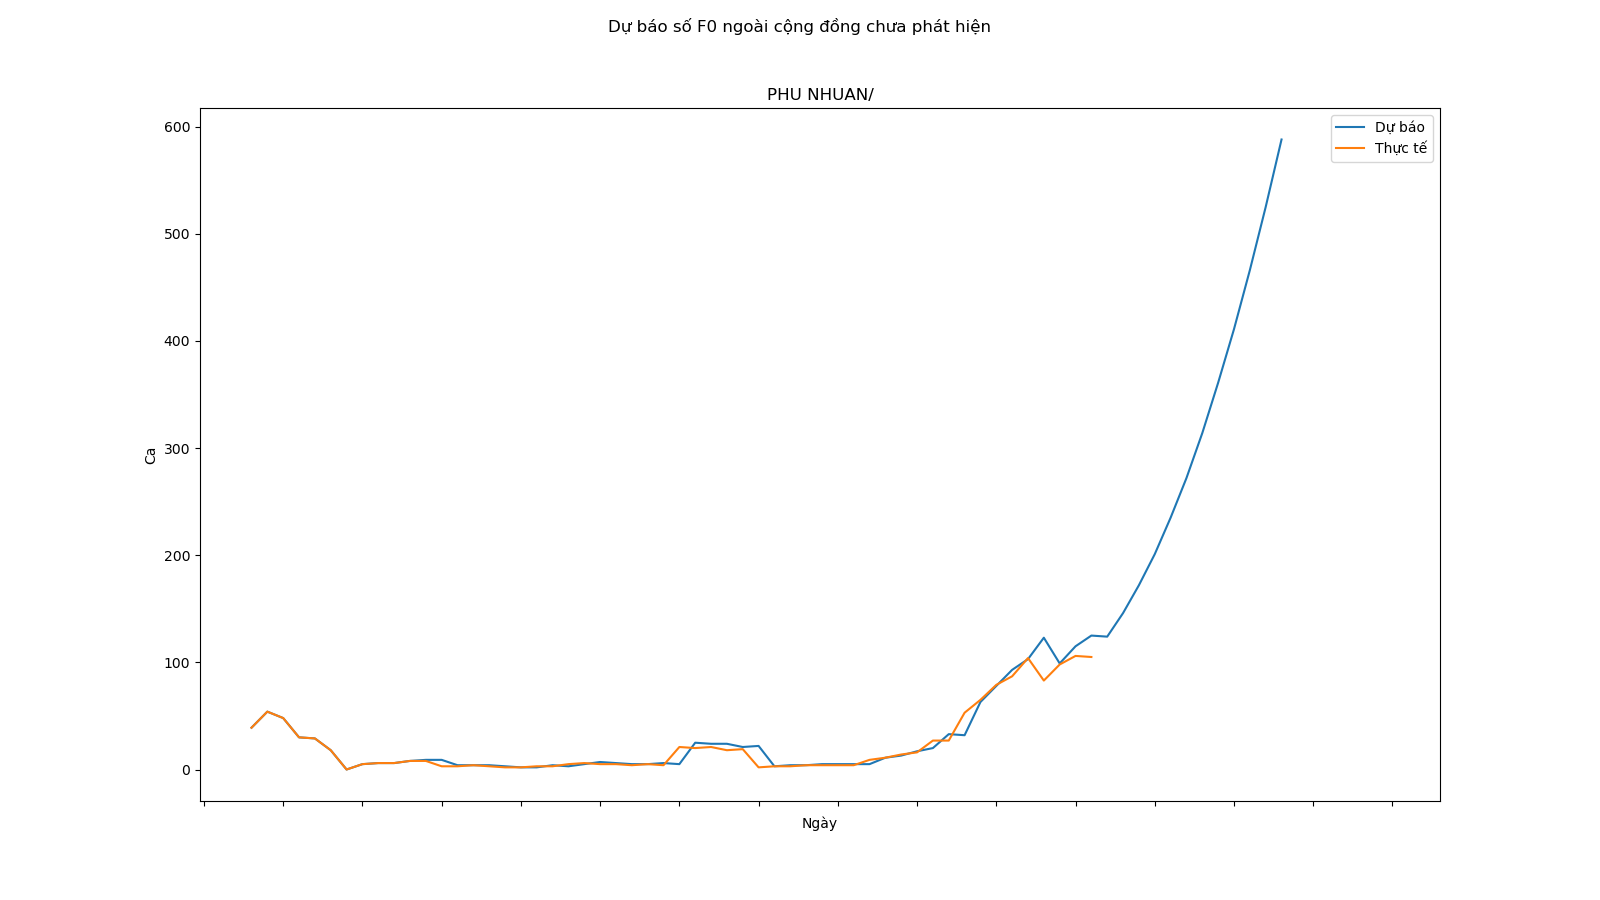 Dự báo số F0 ngoài cộng đồng chưa phát hiện
PHU NHUAN/
600
500
400
300
200
100
0
Ca
Ngày
Dự báo
Thực tế